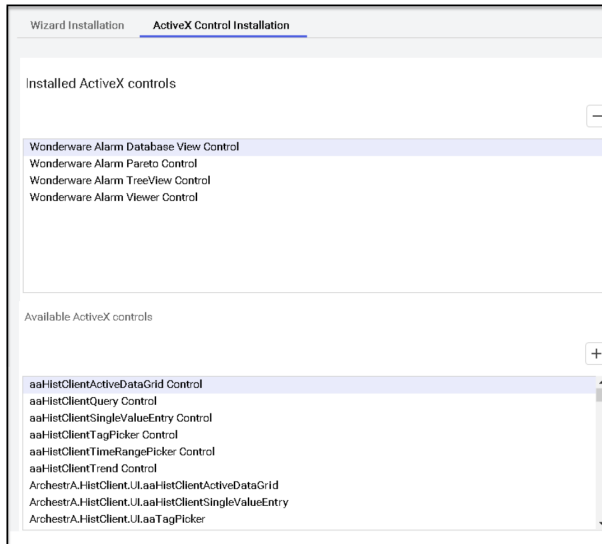 Wizard Installation ActiveX Control Installation
Installed ActiveX controls
Wonderware Alarm Database View Control
Wonderware Alarm Pareto Control
Wonderware Alarm TreeView Control
Wonderware Alarm Viewer Control
Available ActiveX controls
aaHistClientActiveDataGrid Control
aaHistClientQuery Control
aaHistClientSingleValueEntry Control
aaHistClientTagPicker Control
aaHistClientTimeRangePicker Control
aaHistClientTrend Control
ArchestrA.HistClient.UI.aaHistClientActiveDataGrid
ArchestrA.HistClient.UI.aaHistClientSingleValueEntry
ArchestrA.HistClient.UI.aaTagPicker